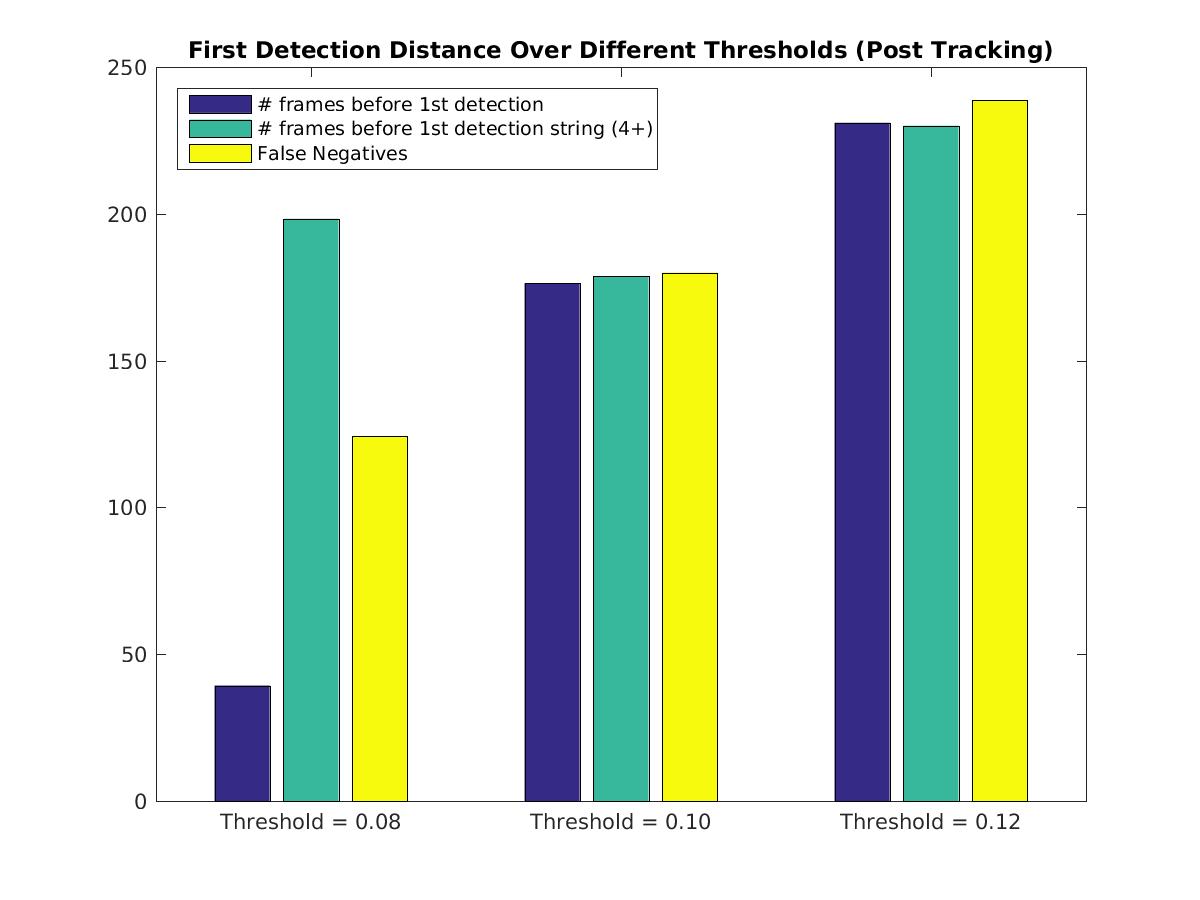 First Detection Distance Over Different Thresholds (Post Tracking)
250
# frames before 1st detection
# frames before 1st detection string (4+)
False Negatives
200
150
100
50
0
Threshold = 0.08
Threshold = 0.10
Threshold = 0.12